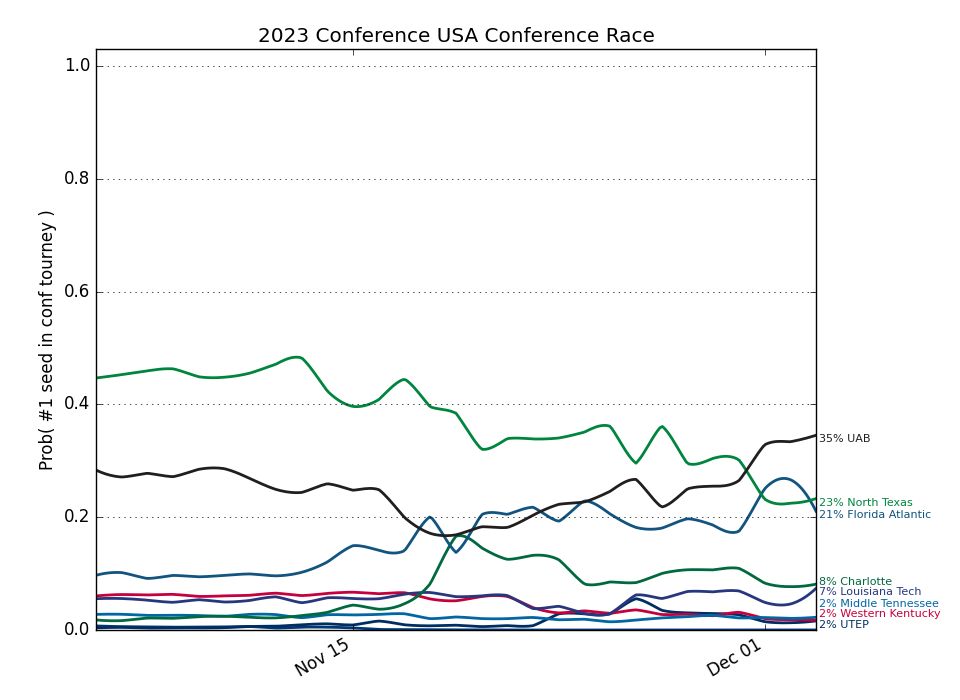 2023 Conference USA Conference Race
Prob( #1 seed in conf tourney )
1.0
0.8
0.6
0.4
0.2
0.0
35% UAB
23% North Texas
21% Florida Atlantic
8% Charlotte
7% Louisiana Tech
2% Middle Tennessee
2% Western Kentucky
2% UTEP
Nov 15
Dec 01